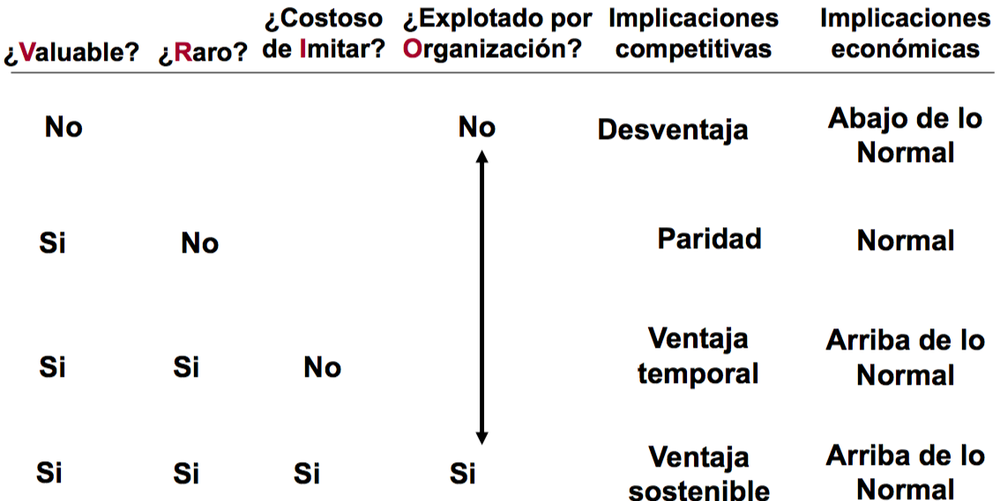 ¿Valuable? ¿Raro? ¿Costoso de Imitar? ¿Explotado por Organización? Implicaciones competitivas Implicaciones económicas
No No Desventaja Abajo de lo Normal
Si No Paridad Normal
Si Si No Ventaja temporal Arriba de lo Normal
Si Si Si Si Ventaja sostenible Arriba de lo Normal